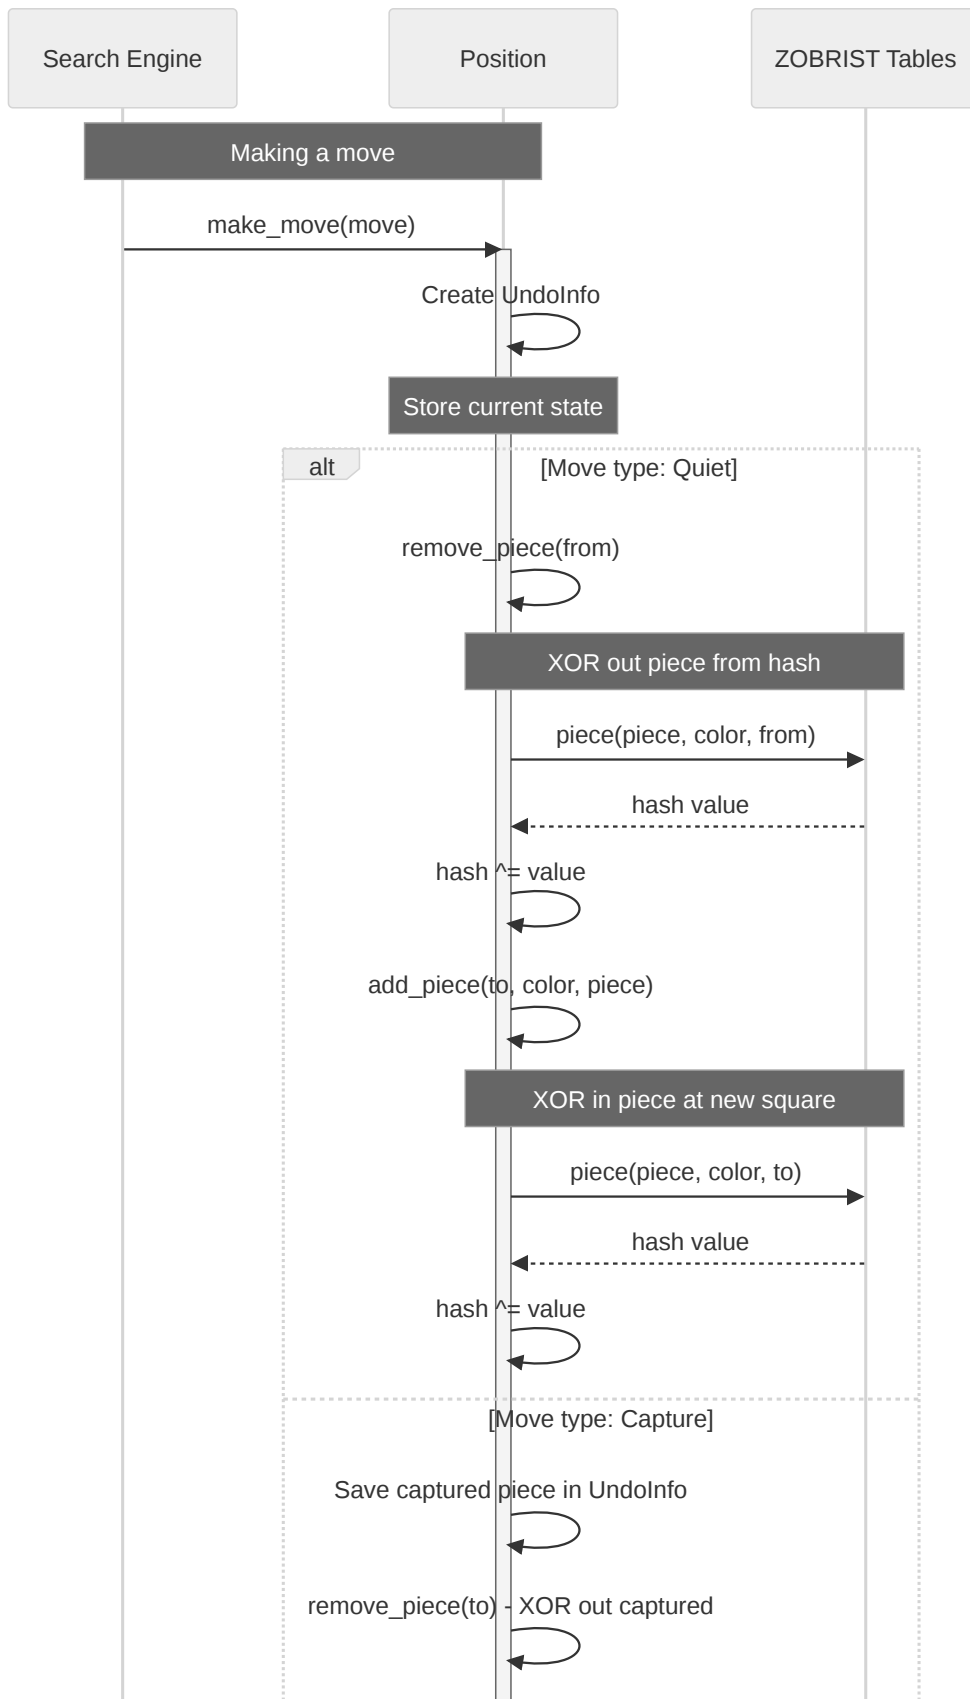 Search Engine
Position
ZOBRIST Tables
Making a move
make_move(move)
Create UndoInfo
Store current state
alt
[Move type: Quiet]
remove_piece(from)
XOR out piece from hash
piece(piece, color, from)
hash value
hash ^= value
add_piece(to, color, piece)
XOR in piece at new square
piece(piece, color, to)
hash value
hash ^= value
[Move type: Capture]
Save captured piece in UndoInfo
remove_piece(to) - XOR out captured